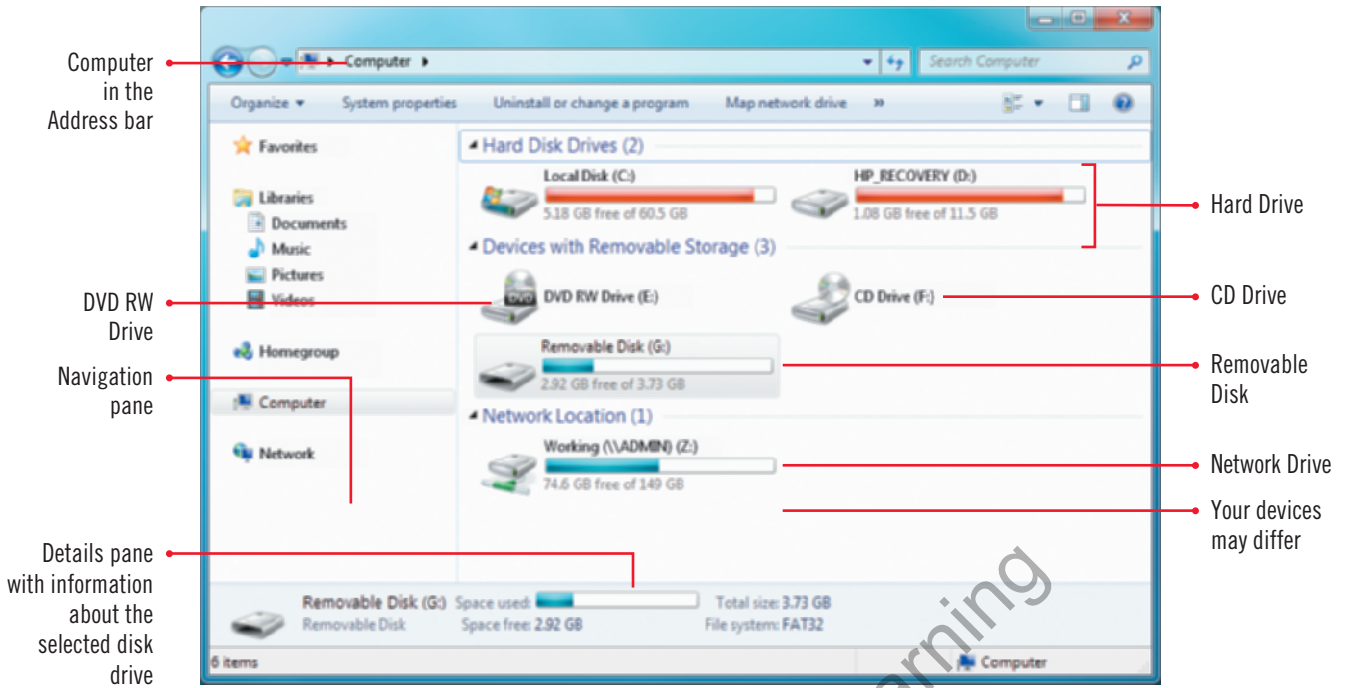 Computer
in the
Address bar
DVD RW
Drive
Navigation
pane
Details pane
with information
about the
selected disk
drive
Computer
Search Computer
Organize
System properties
Uninstall or change a program
Map network drive
»
Favorites
Libraries
Documents
Music
Pictures
Videos
Homegroup
Computer
Network
Hard Disk Drives (2)
Local Disk (C:)
5.18 GB free of 60.5 GB
HP_RECOVERY (D:)
1.08 GB free of 11.5 GB
Devices with Removable Storage (3)
DVD
DVD RW Drive (E:)
CD Drive (F:)
Removable Disk (G:)
2.92 GB free of 3.73 GB
Network Location (1)
Working (\\ADMIN) (Z:)
74.6 GB free of 149 GB
Removable Disk (G:) Space used: Total size: 3.73 GB
Removable Disk Space free: 2.92 GB File system: FAT32
6 items
Computer
Hard Drive
CD Drive
Removable
Disk
Network Drive
Your devices
may differ